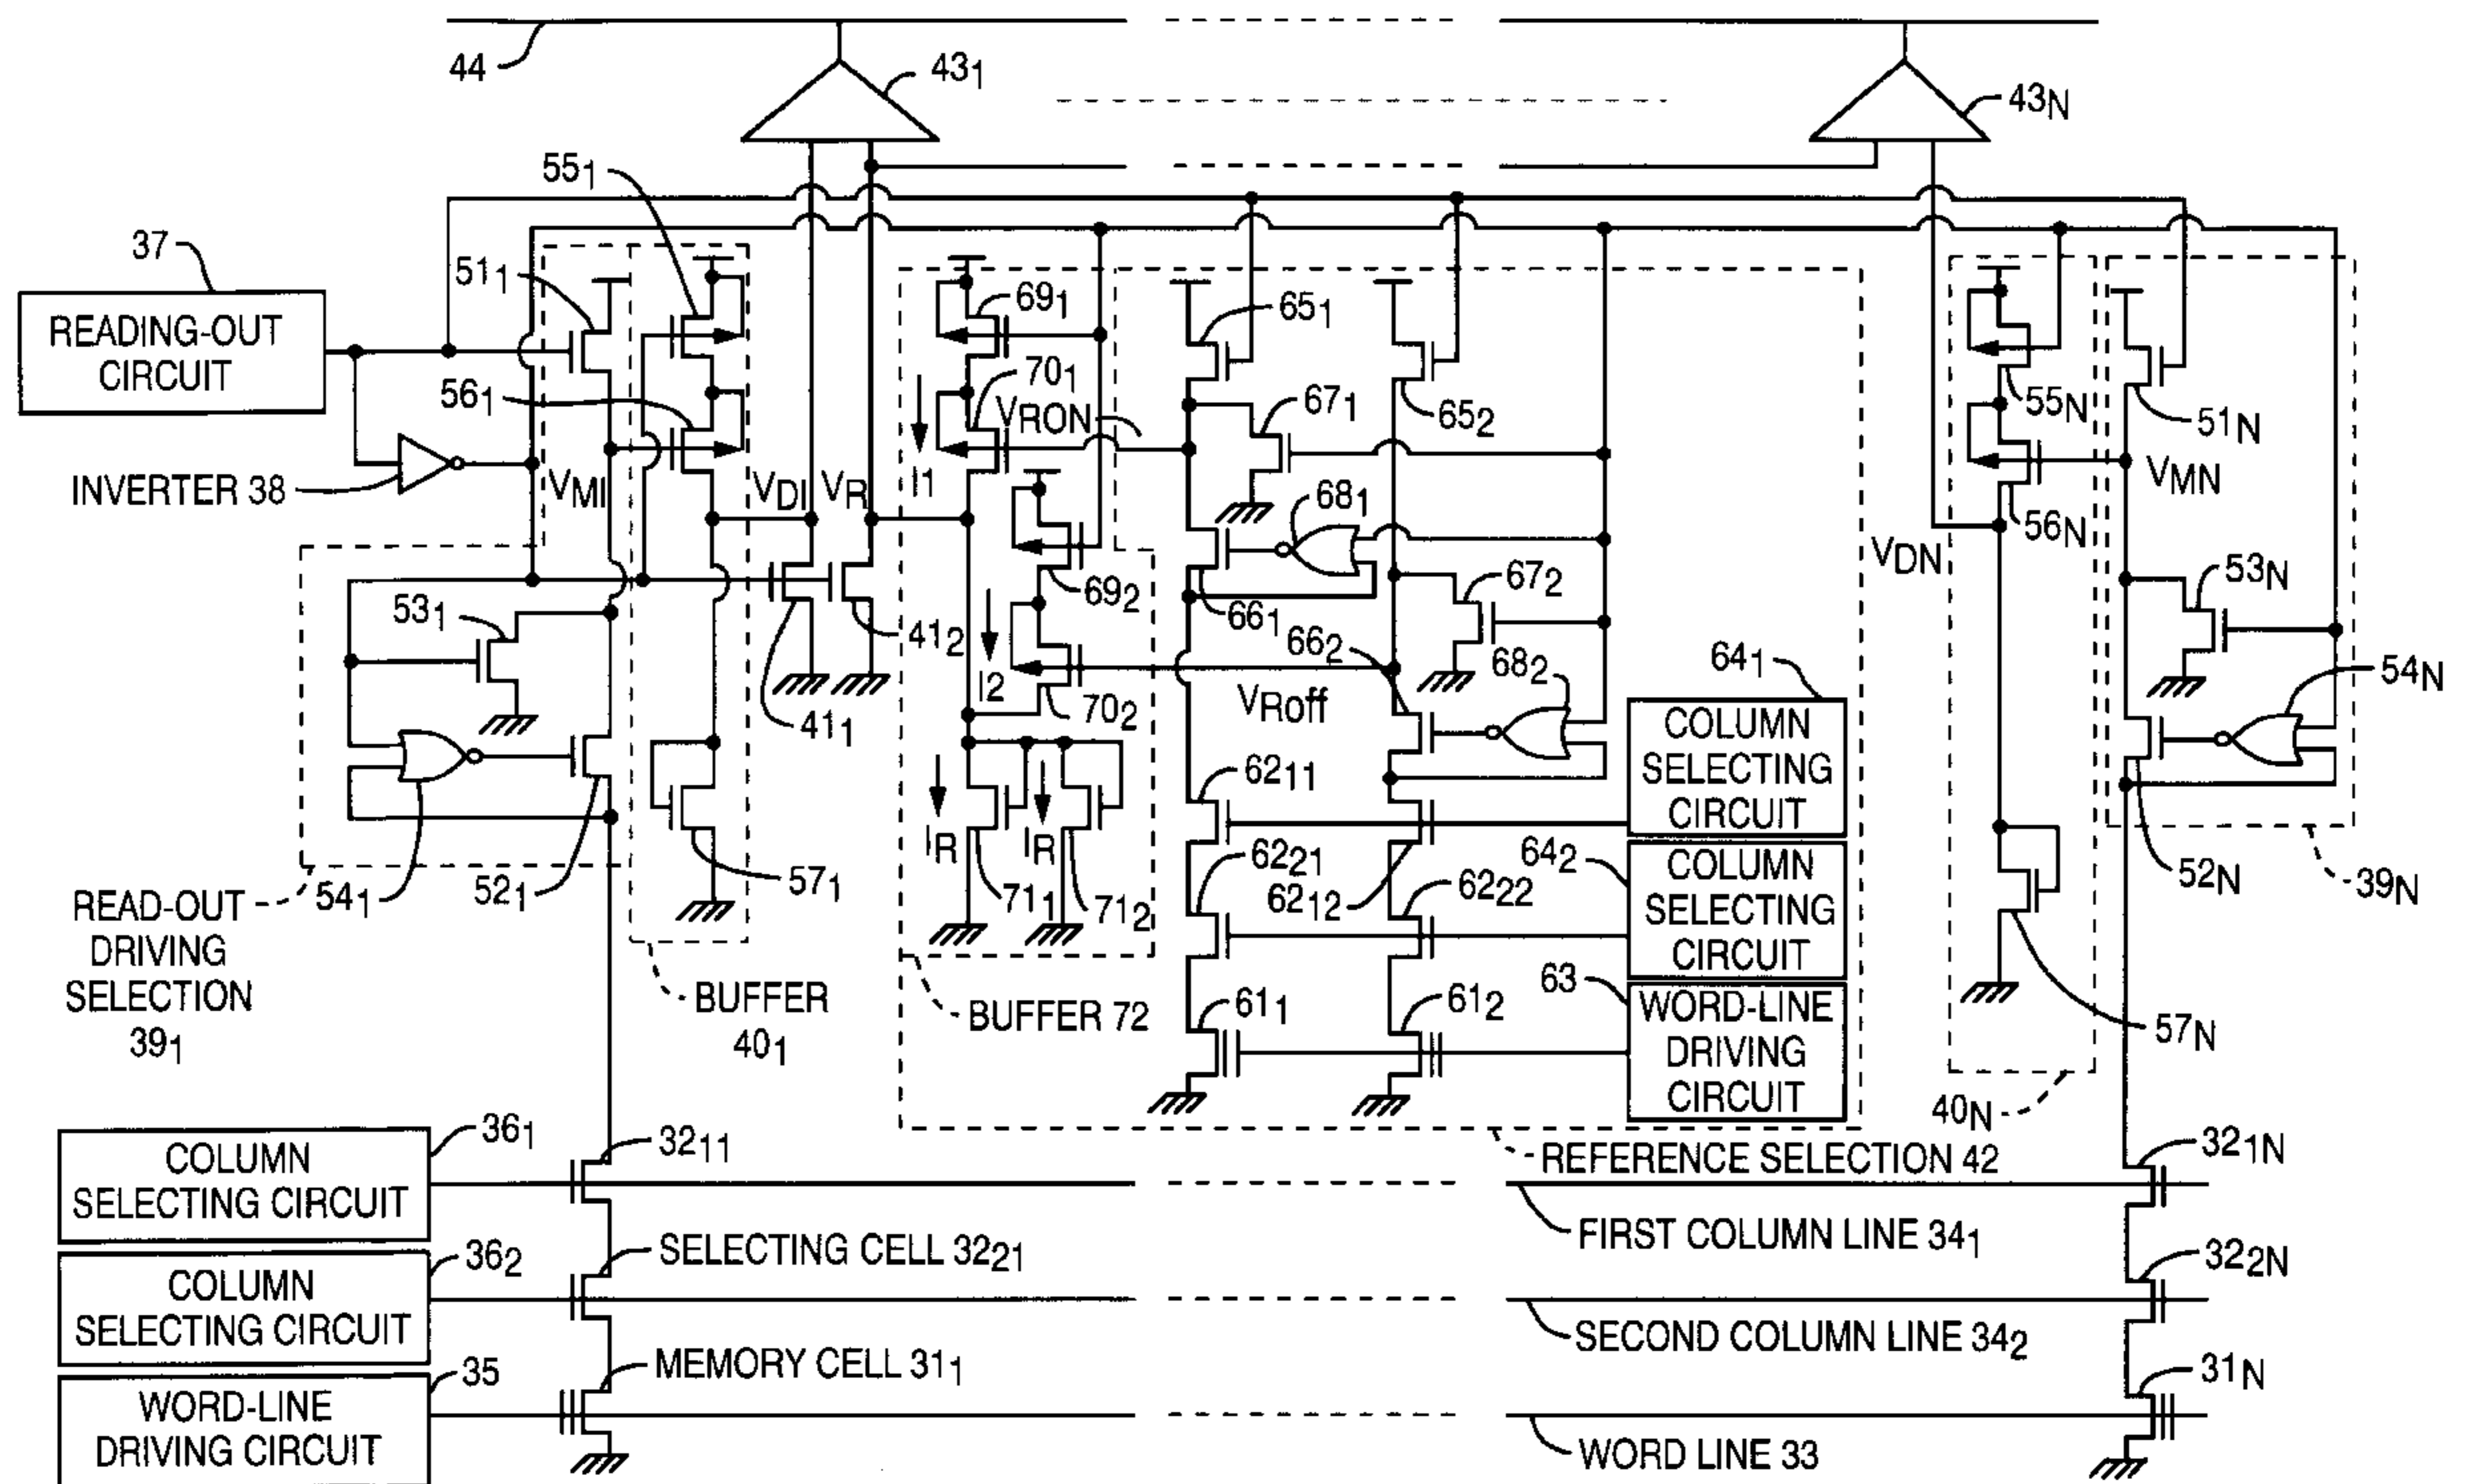 44
43₁
43N
55₁
37
READING-OUT
CIRCUIT
51₁
56₁
INVERTER 38
VMI
VDI
VR
69₁
70₁
VRON
I1
65₁
67₁
65₂
68₁
69₂
66₁
67₂
66₂
68₂
I2
70₂
VRoff
55N
51N
VMN
56N
VDN
53N
54N
52N
39N
57N
40N
53₁
54₁
52₁
41₁
41₂
57₁
IR
IR
71₁
71₂
READ-OUT
DRIVING
SELECTION
39₁
BUFFER
40₁
BUFFER 72
62₁₁
62₂₁
62₁₂
62₂₂
61₁
61₂
64₁
COLUMN
SELECTING
CIRCUIT
64₂
COLUMN
SELECTING
CIRCUIT
63
WORD-LINE
DRIVING
CIRCUIT
REFERENCE SELECTION 42
36₁
COLUMN
SELECTING CIRCUIT
32₁₁
32₁N
FIRST COLUMN LINE 34₁
36₂
COLUMN
SELECTING CIRCUIT
SELECTING CELL 32₂₁
32₂N
SECOND COLUMN LINE 34₂
35
WORD-LINE
DRIVING CIRCUIT
MEMORY CELL 31₁
31N
WORD LINE 33